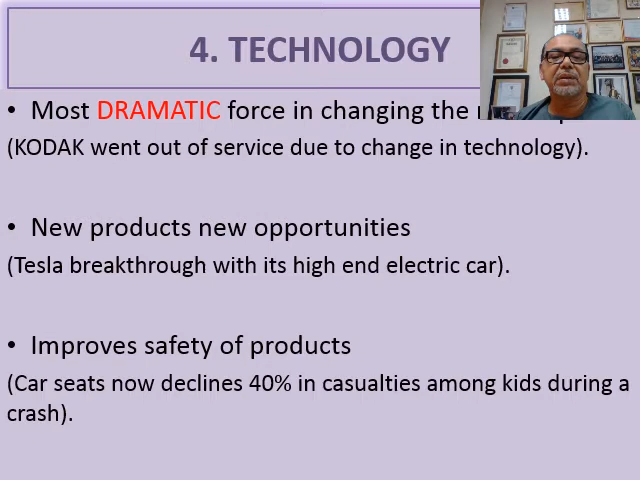 4. TECHNOLOGY
• Most DRAMATIC force in changing the
(KODAK went out of service due to change in technology).
• New products new opportunities
(Tesla breakthrough with its high end electric car).
• Improves safety of products
(Car seats now declines 40% in casualties among kids during a
crash).